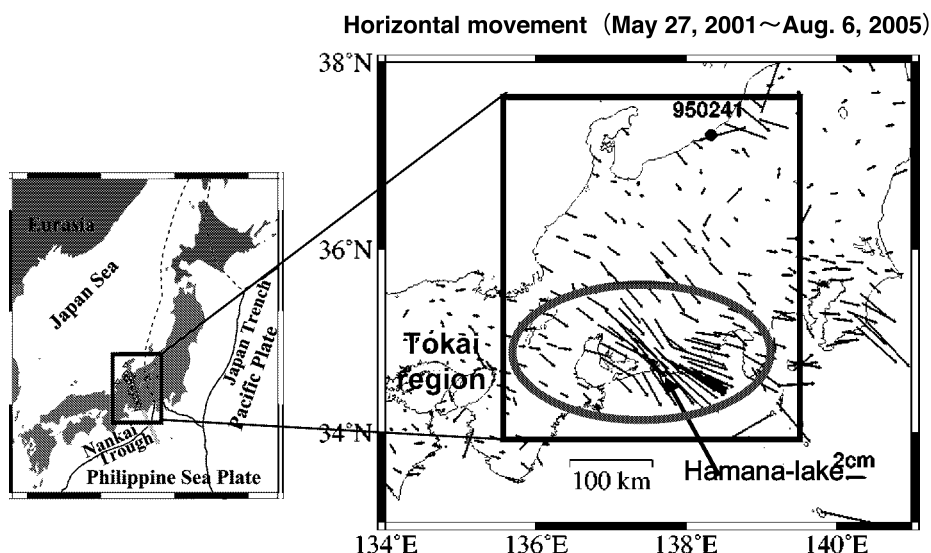 Horizontal movement (May 27, 2001～Aug. 6, 2005)
38°N
950241
36°N
Tokai
region
34°N
100 km
Hamana-lake
2cm
134°E
136°E
138°E
140°E
Eurasia
Japan Sea
Japan Trench
Pacific Plate
Nankai
Trough
Philippine Sea Plate